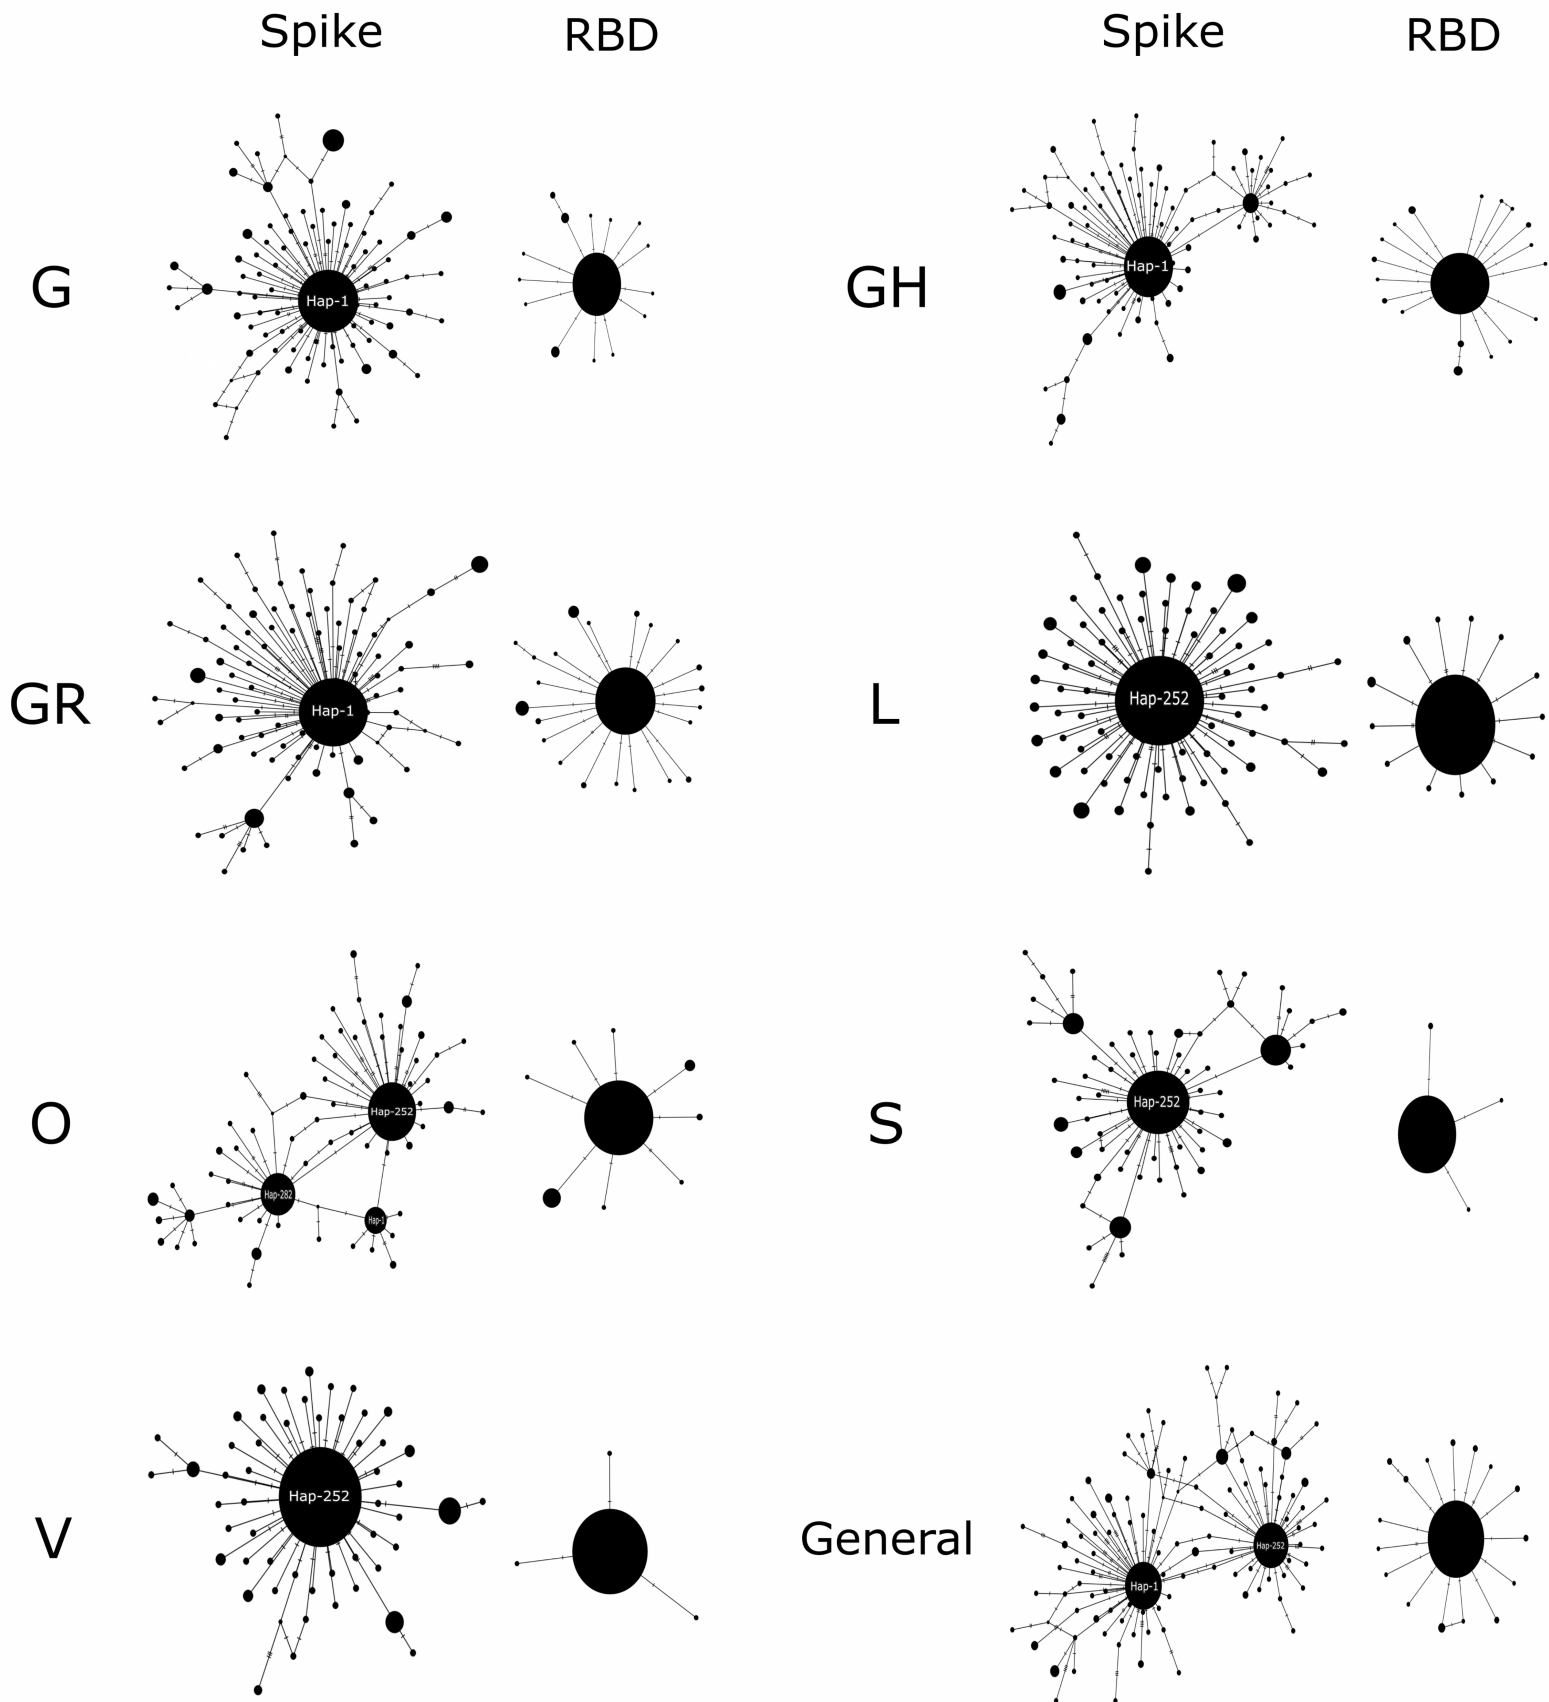 Spike RBD Spike RBD
G Hap-1 GH Hap-1
GR Hap-1 L Hap-252
O Hap-252 Hap-282 Hap-1 S Hap-252
V Hap-252 General Hap-1 Hap-252